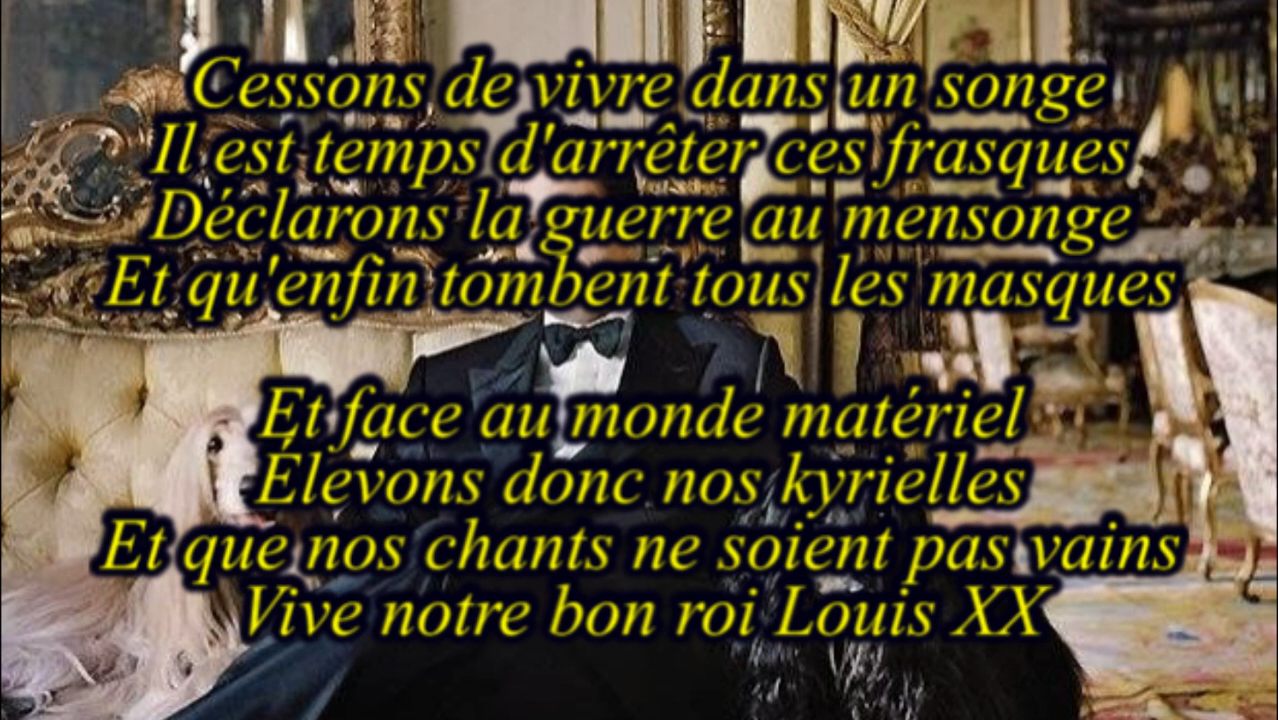 Cessons de vivre dans un songe
Il est temps d'arrêter ces frasques
Déclarons la guerre au mensonge
Et qu'enfin tombent tous les masques
Et face au monde matériel
Élevons donc nos kyrielles
Et que nos chants ne soient pas vains
Vive notre bon roi Louis XX